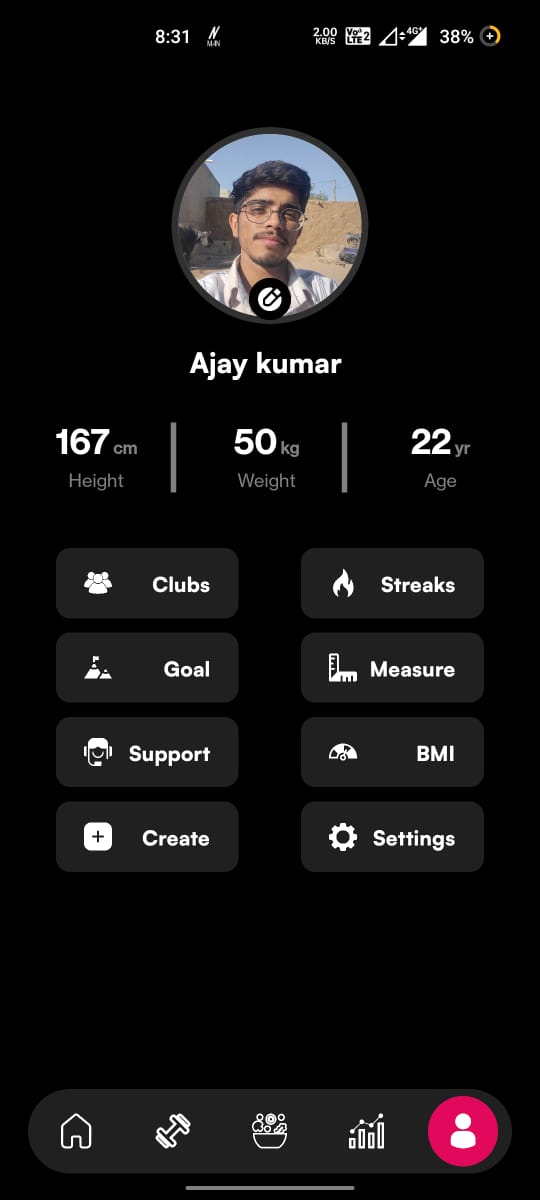 8:31 M4N 2.00 KB/S Vo LTE 2 4G+ 38%
Ajay kumar
167 cm 50 kg 22 yr
Height Weight Age
Clubs Streaks
Goal Measure
Support BMI
Create Settings